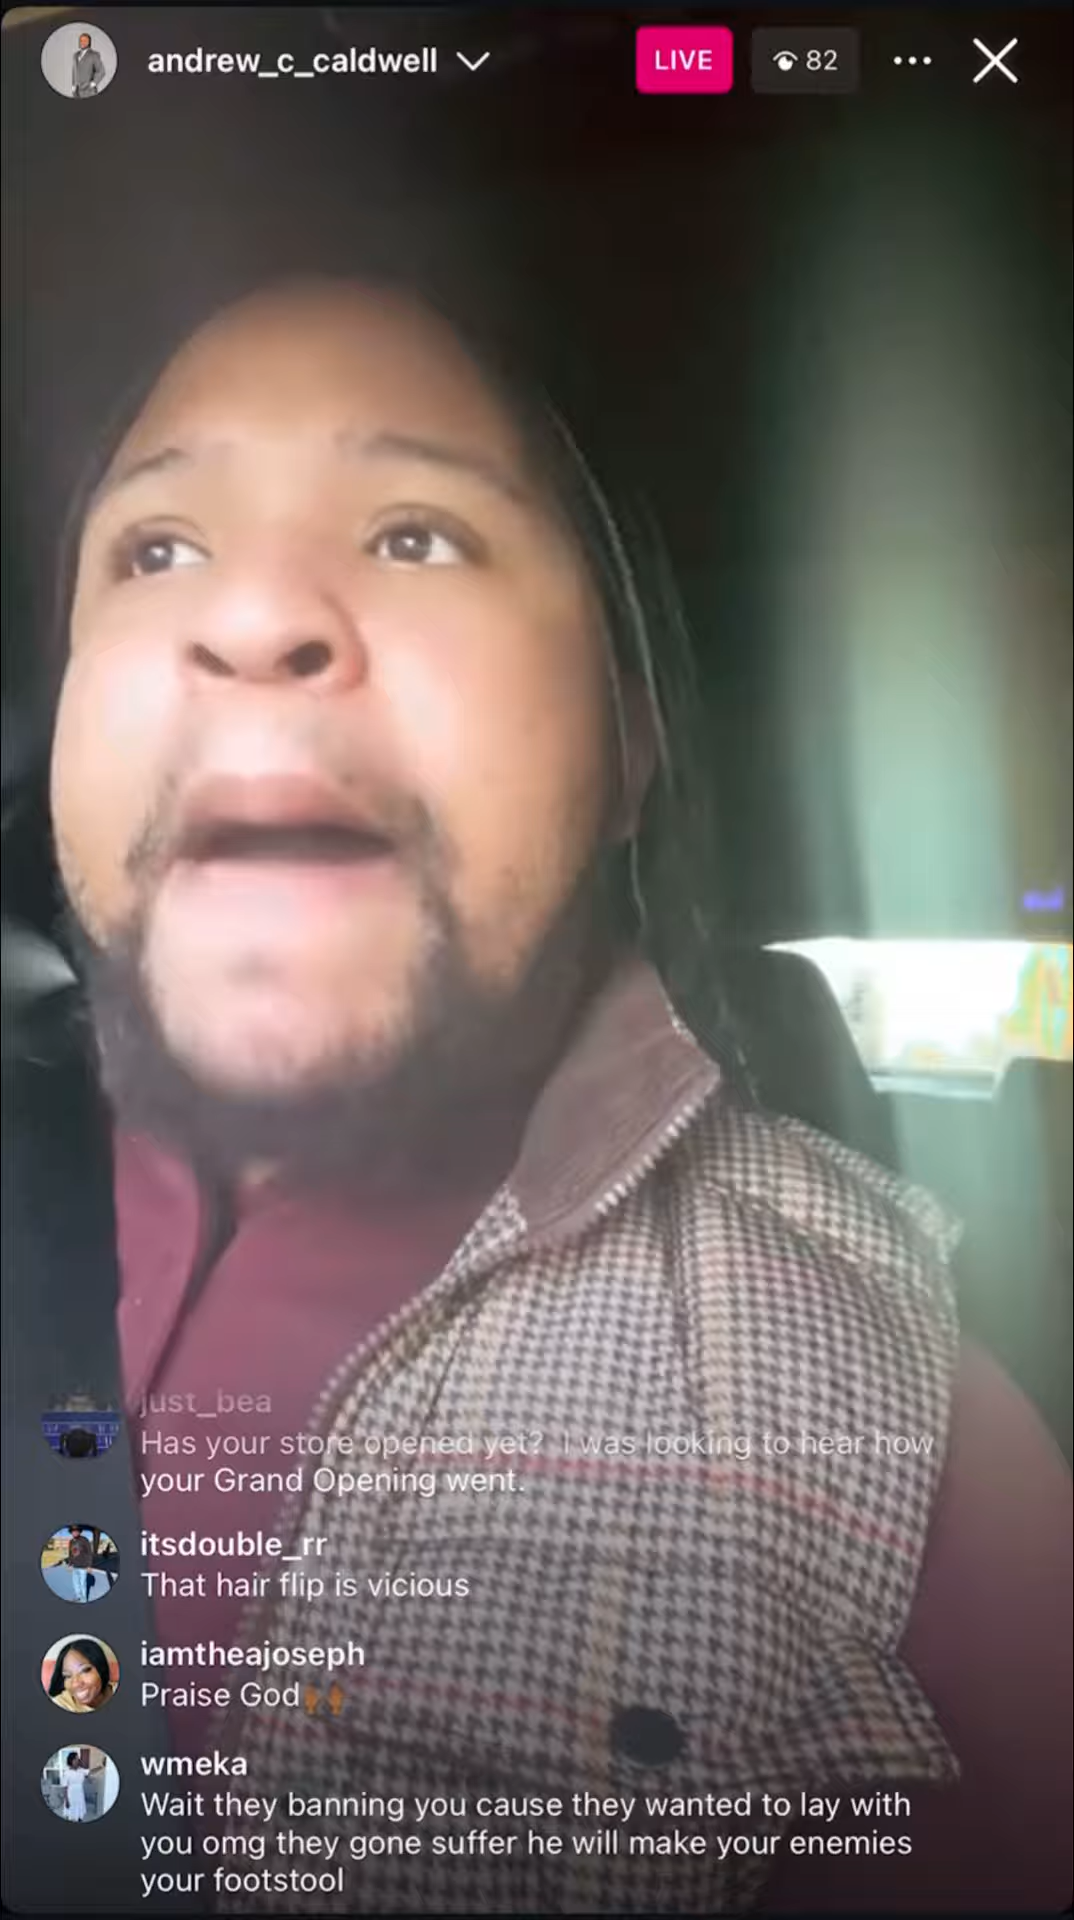 andrew_c_caldwell
LIVE
82
just_bea
Has your store opened yet? I was looking to hear how
your Grand Opening went.
itsdouble_rr
That hair flip is vicious
iamtheajoseph
Praise God🙌🏾
wmeka
Wait they banning you cause they wanted to lay with
you omg they gone suffer he will make your enemies
your footstool